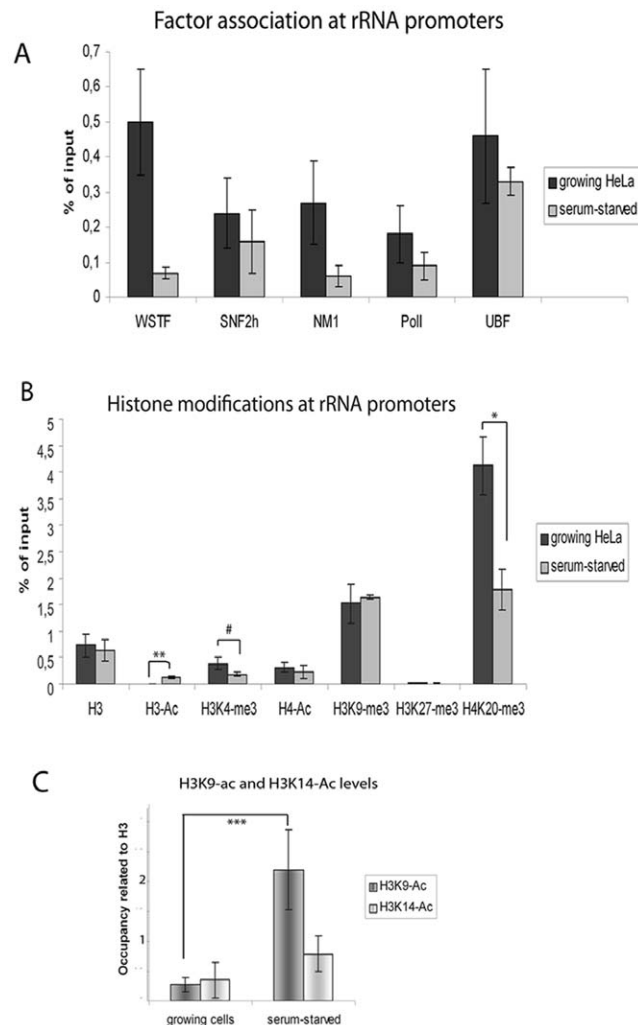 Factor association at rRNA promoters
A
0,7
0,6
0,5
0,4
0,3
0,2
0,1
0
% of input
WSTF SNF2h NM1 PolI UBF
growing HeLa
serum-starved
B
Histone modifications at rRNA promoters
5
4,5
4
3,5
3
2,5
2
1,5
1
0,5
0
% of input
*
**
#
H3 H3-Ac H3K4-me3 H4-Ac H3K9-me3 H3K27-me3 H4K20-me3
growing HeLa
serum-starved
C
H3K9-ac and H3K14-Ac levels
***
2
1
Occupancy related to H3
growing cells serum-starved
H3K9-Ac
H3K14-Ac